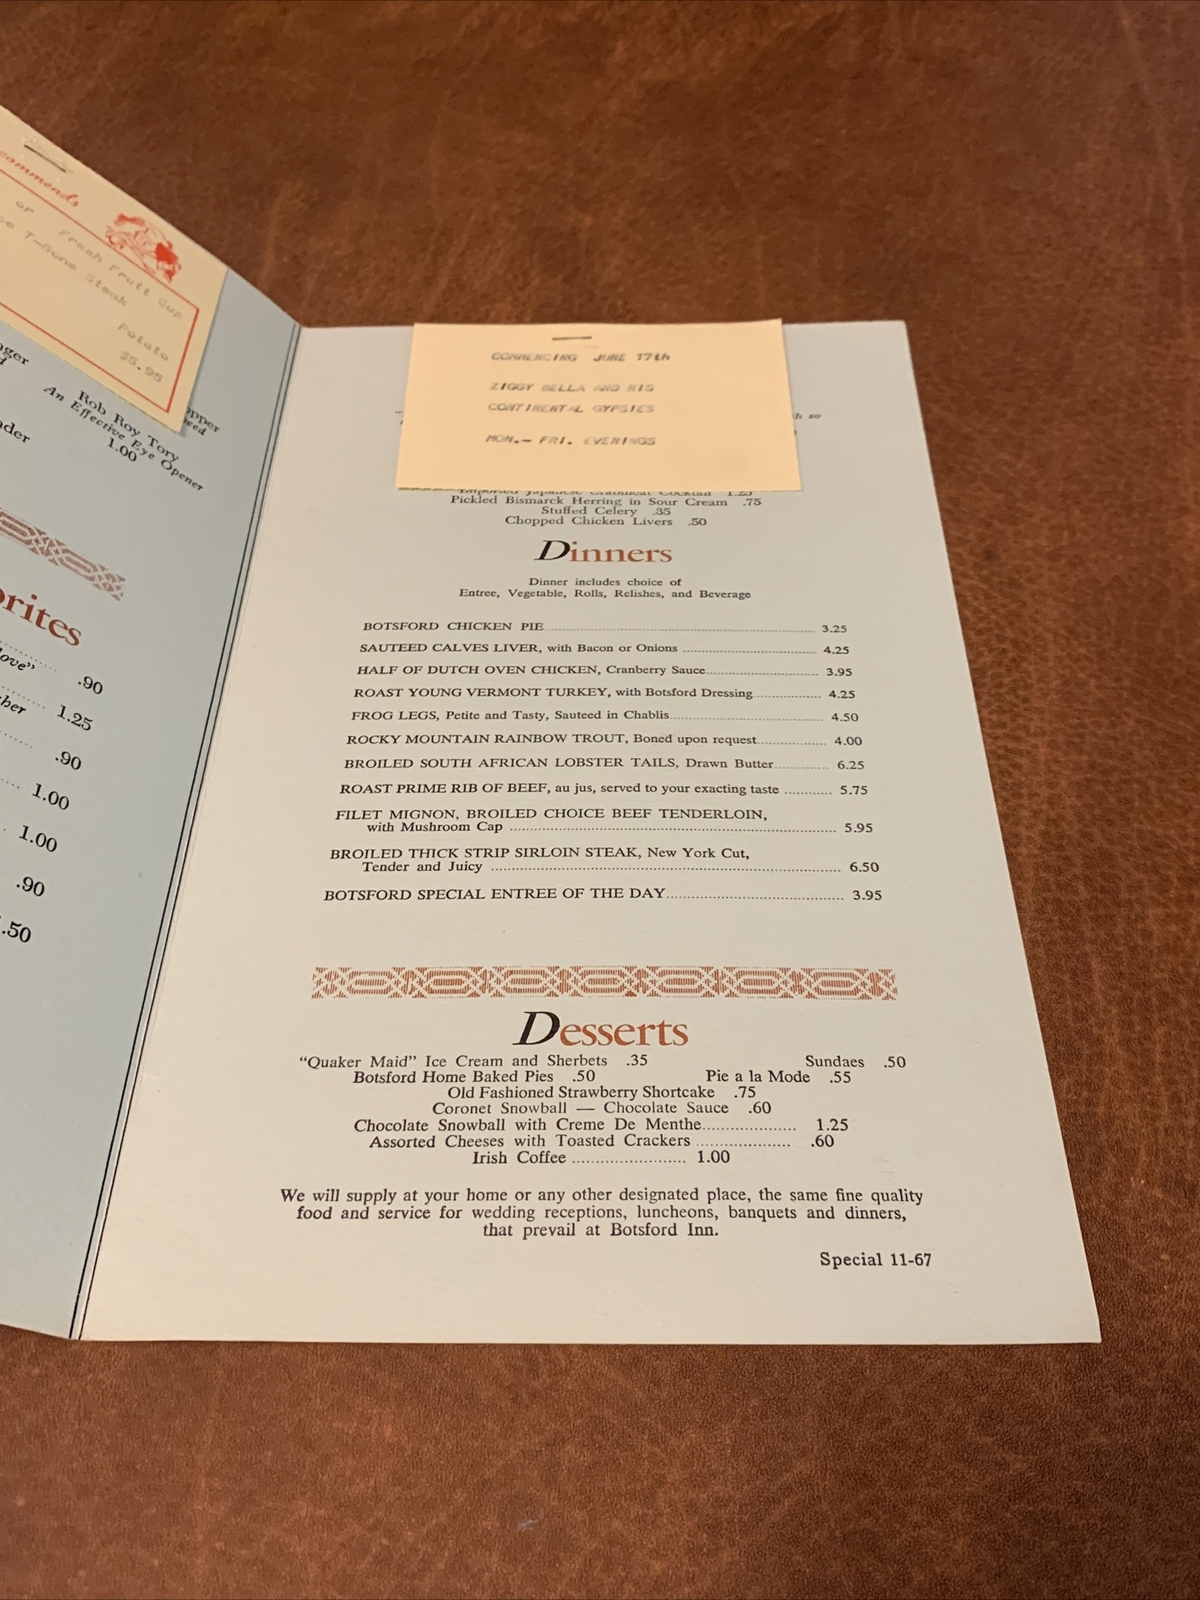 commends
or Fresh Fruit Cup
T-Bone Steak
Potato
$5.95
Rob Roy Tory
An Effective Eye Opener
1.00
.90
1.25
.90
1.00
1.00
.90
.50
COMMENCING JUNE 17th
ZIGGY BELLA AND HIS
CONTINENTAL GYPSIES
MON.- FRI. EVENINGS
Imported Japanese Crabmeat Cocktail 1.25
Pickled Bismarck Herring in Sour Cream .75
Stuffed Celery .35
Chopped Chicken Livers .50
Dinners
Dinner includes choice of
Entree, Vegetable, Rolls, Relishes, and Beverage
BOTSFORD CHICKEN PIE 3.25
SAUTEED CALVES LIVER, with Bacon or Onions 4.25
HALF OF DUTCH OVEN CHICKEN, Cranberry Sauce 3.95
ROAST YOUNG VERMONT TURKEY, with Botsford Dressing 4.25
FROG LEGS, Petite and Tasty, Sauteed in Chablis 4.50
ROCKY MOUNTAIN RAINBOW TROUT, Boned upon request 4.00
BROILED SOUTH AFRICAN LOBSTER TAILS, Drawn Butter 6.25
ROAST PRIME RIB OF BEEF, au jus, served to your exacting taste 5.75
FILET MIGNON, BROILED CHOICE BEEF TENDERLOIN,
with Mushroom Cap 5.95
BROILED THICK STRIP SIRLOIN STEAK, New York Cut,
Tender and Juicy 6.50
BOTSFORD SPECIAL ENTREE OF THE DAY 3.95
Desserts
"Quaker Maid" Ice Cream and Sherbets .35 Sundaes .50
Botsford Home Baked Pies .50 Pie a la Mode .55
Old Fashioned Strawberry Shortcake .75
Coronet Snowball — Chocolate Sauce .60
Chocolate Snowball with Creme De Menthe 1.25
Assorted Cheeses with Toasted Crackers .60
Irish Coffee 1.00
We will supply at your home or any other designated place, the same fine quality
food and service for wedding receptions, luncheons, banquets and dinners,
that prevail at Botsford Inn.
Special 11-67